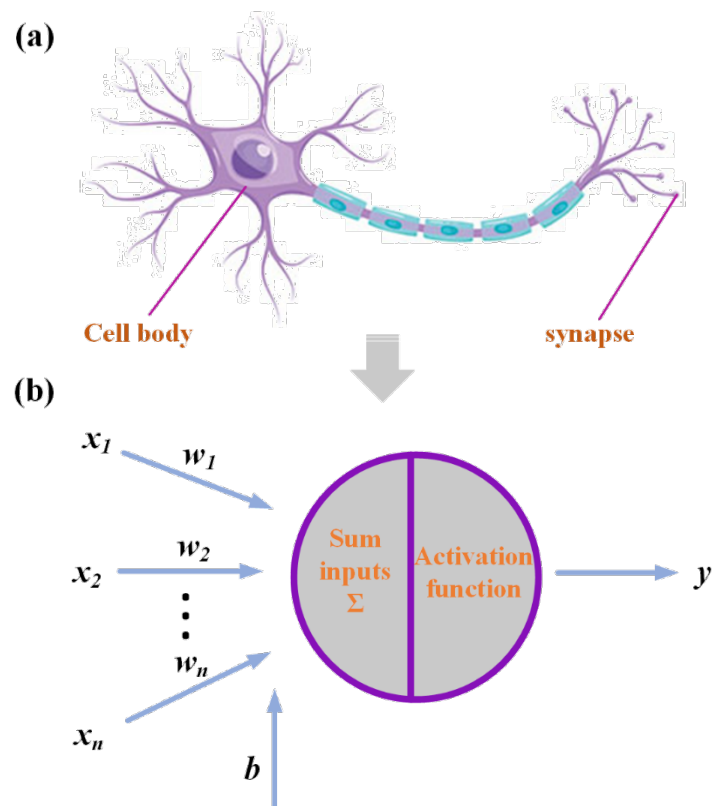 (a)
Cell body
synapse
(b)
x₁
w₁
x₂
w₂
⋮
wₙ
xₙ
b
Sum
inputs
Σ
Activation
function
y